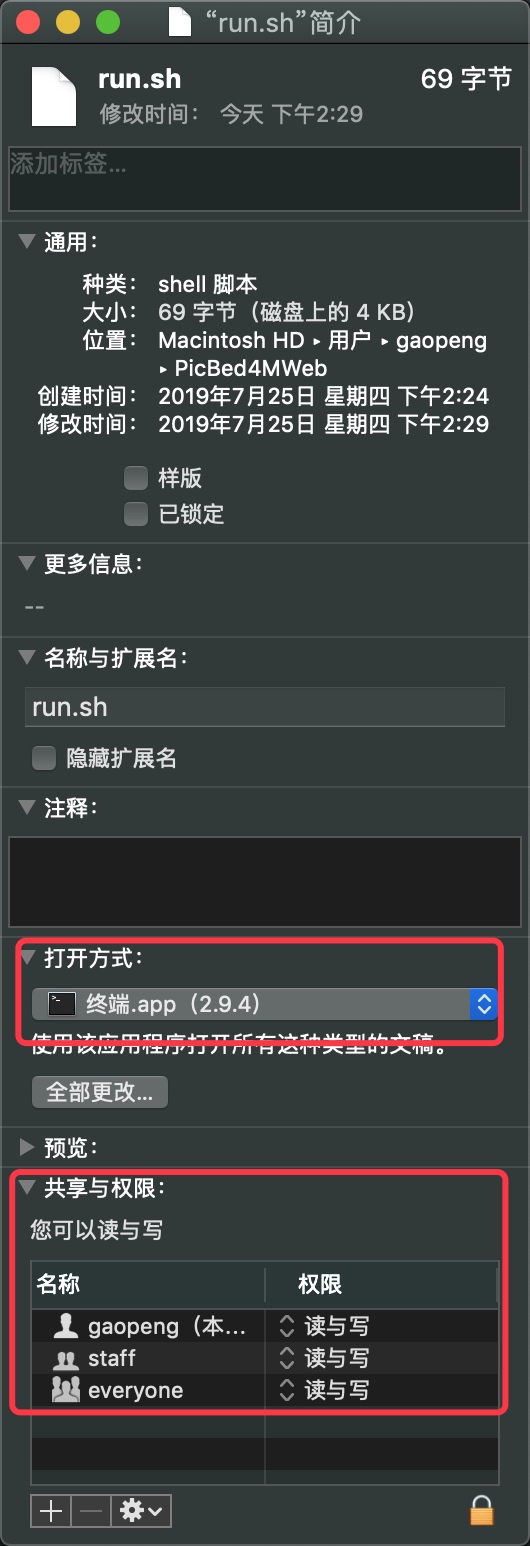 “run.sh”简介
run.sh 69 字节
修改时间： 今天 下午2:29
添加标签...
通用：
种类： shell 脚本
大小： 69 字节（磁盘上的 4 KB）
位置： Macintosh HD ▸ 用户 ▸ gaopeng
▸ PicBed4MWeb
创建时间： 2019年7月25日 星期四 下午2:24
修改时间： 2019年7月25日 星期四 下午2:29
样版
已锁定
更多信息：
--
名称与扩展名：
run.sh
隐藏扩展名
注释：
打开方式：
终端.app（2.9.4）
使用该应用程序打开所有这种类型的文稿。
全部更改...
预览：
共享与权限：
您可以读与写
名称 权限
gaopeng（本... 读与写
staff 读与写
everyone 读与写